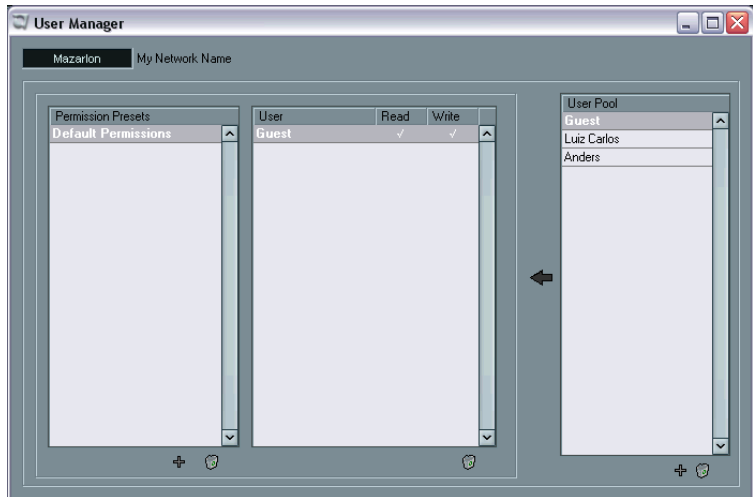 User Manager
Mazarlon My Network Name
Permission Presets
Default Permissions
User Read Write
Guest √ √
User Pool
Guest
Luiz Carlos
Anders